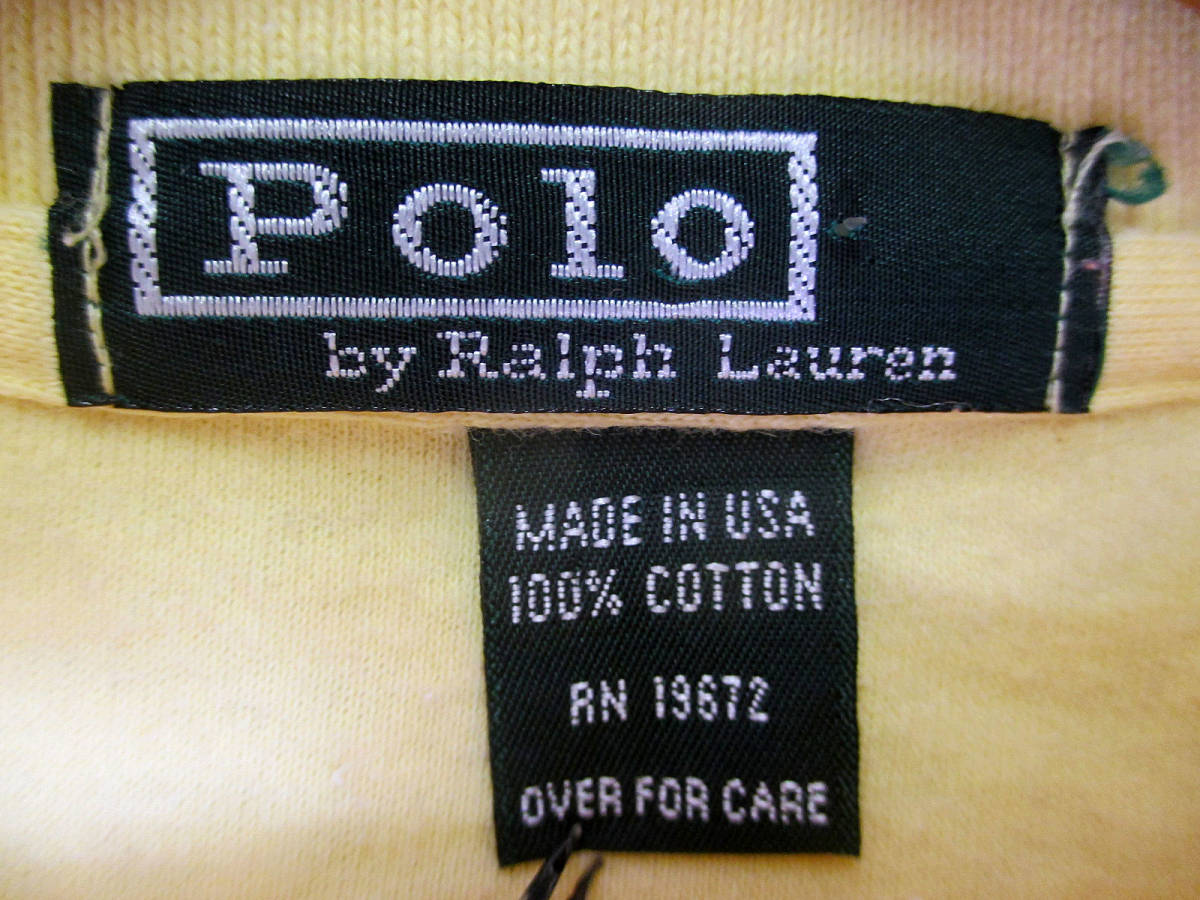 Polo
by Ralph Lauren
MADE IN USA
100% COTTON
RN 19672
OVER FOR CARE